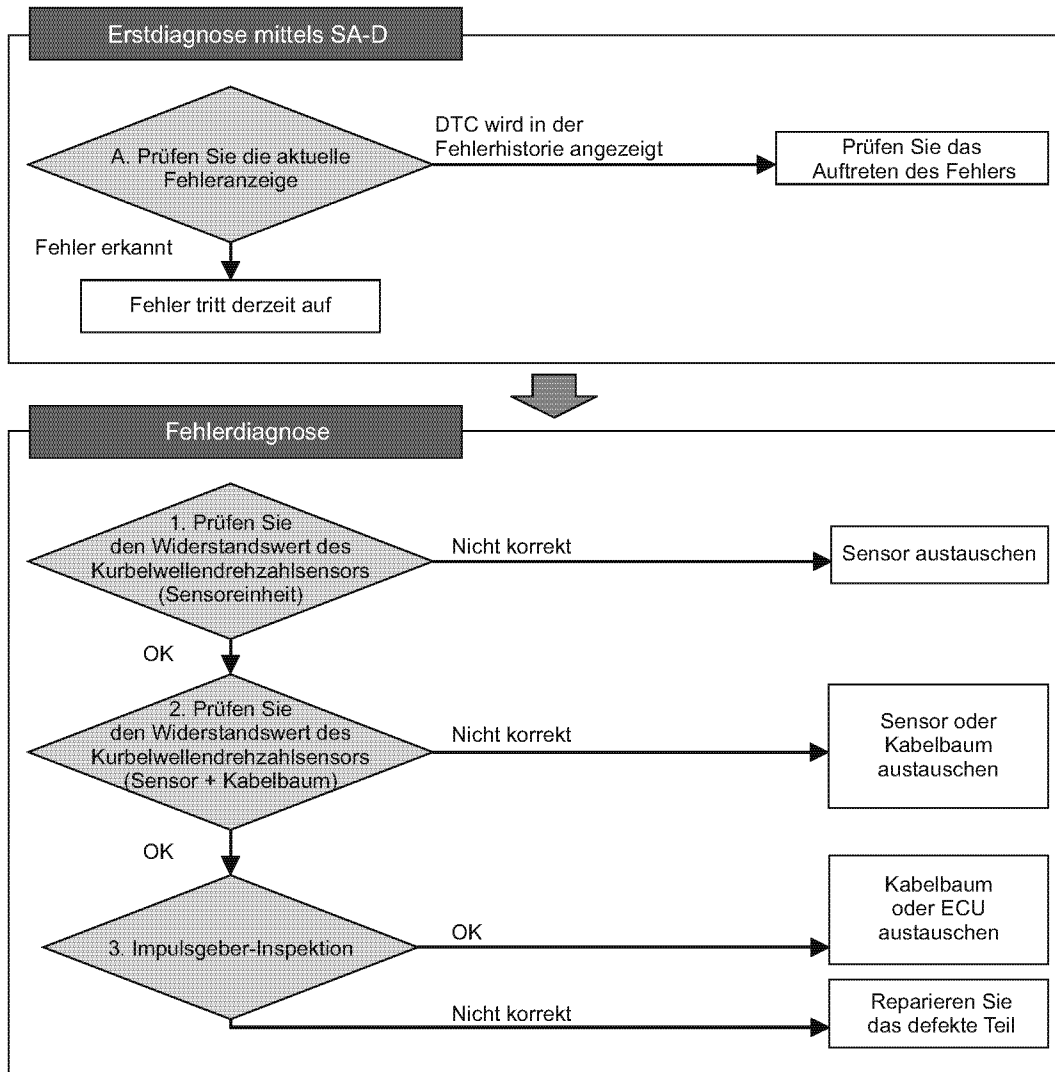 Erstdiagnose mittels SA-D
A. Prüfen Sie die aktuelle
Fehleranzeige
DTC wird in der
Fehlerhistorie angezeigt
Prüfen Sie das
Auftreten des Fehlers
Fehler erkannt
Fehler tritt derzeit auf
Fehlerdiagnose
1. Prüfen Sie
den Widerstandswert des
Kurbelwellendrehzahlsensors
(Sensoreinheit)
Nicht korrekt
Sensor austauschen
OK
2. Prüfen Sie
den Widerstandswert des
Kurbelwellendrehzahlsensors
(Sensor + Kabelbaum)
Nicht korrekt
Sensor oder
Kabelbaum
austauschen
OK
3. Impulsgeber-Inspektion
OK
Kabelbaum
oder ECU
austauschen
Nicht korrekt
Reparieren Sie
das defekte Teil